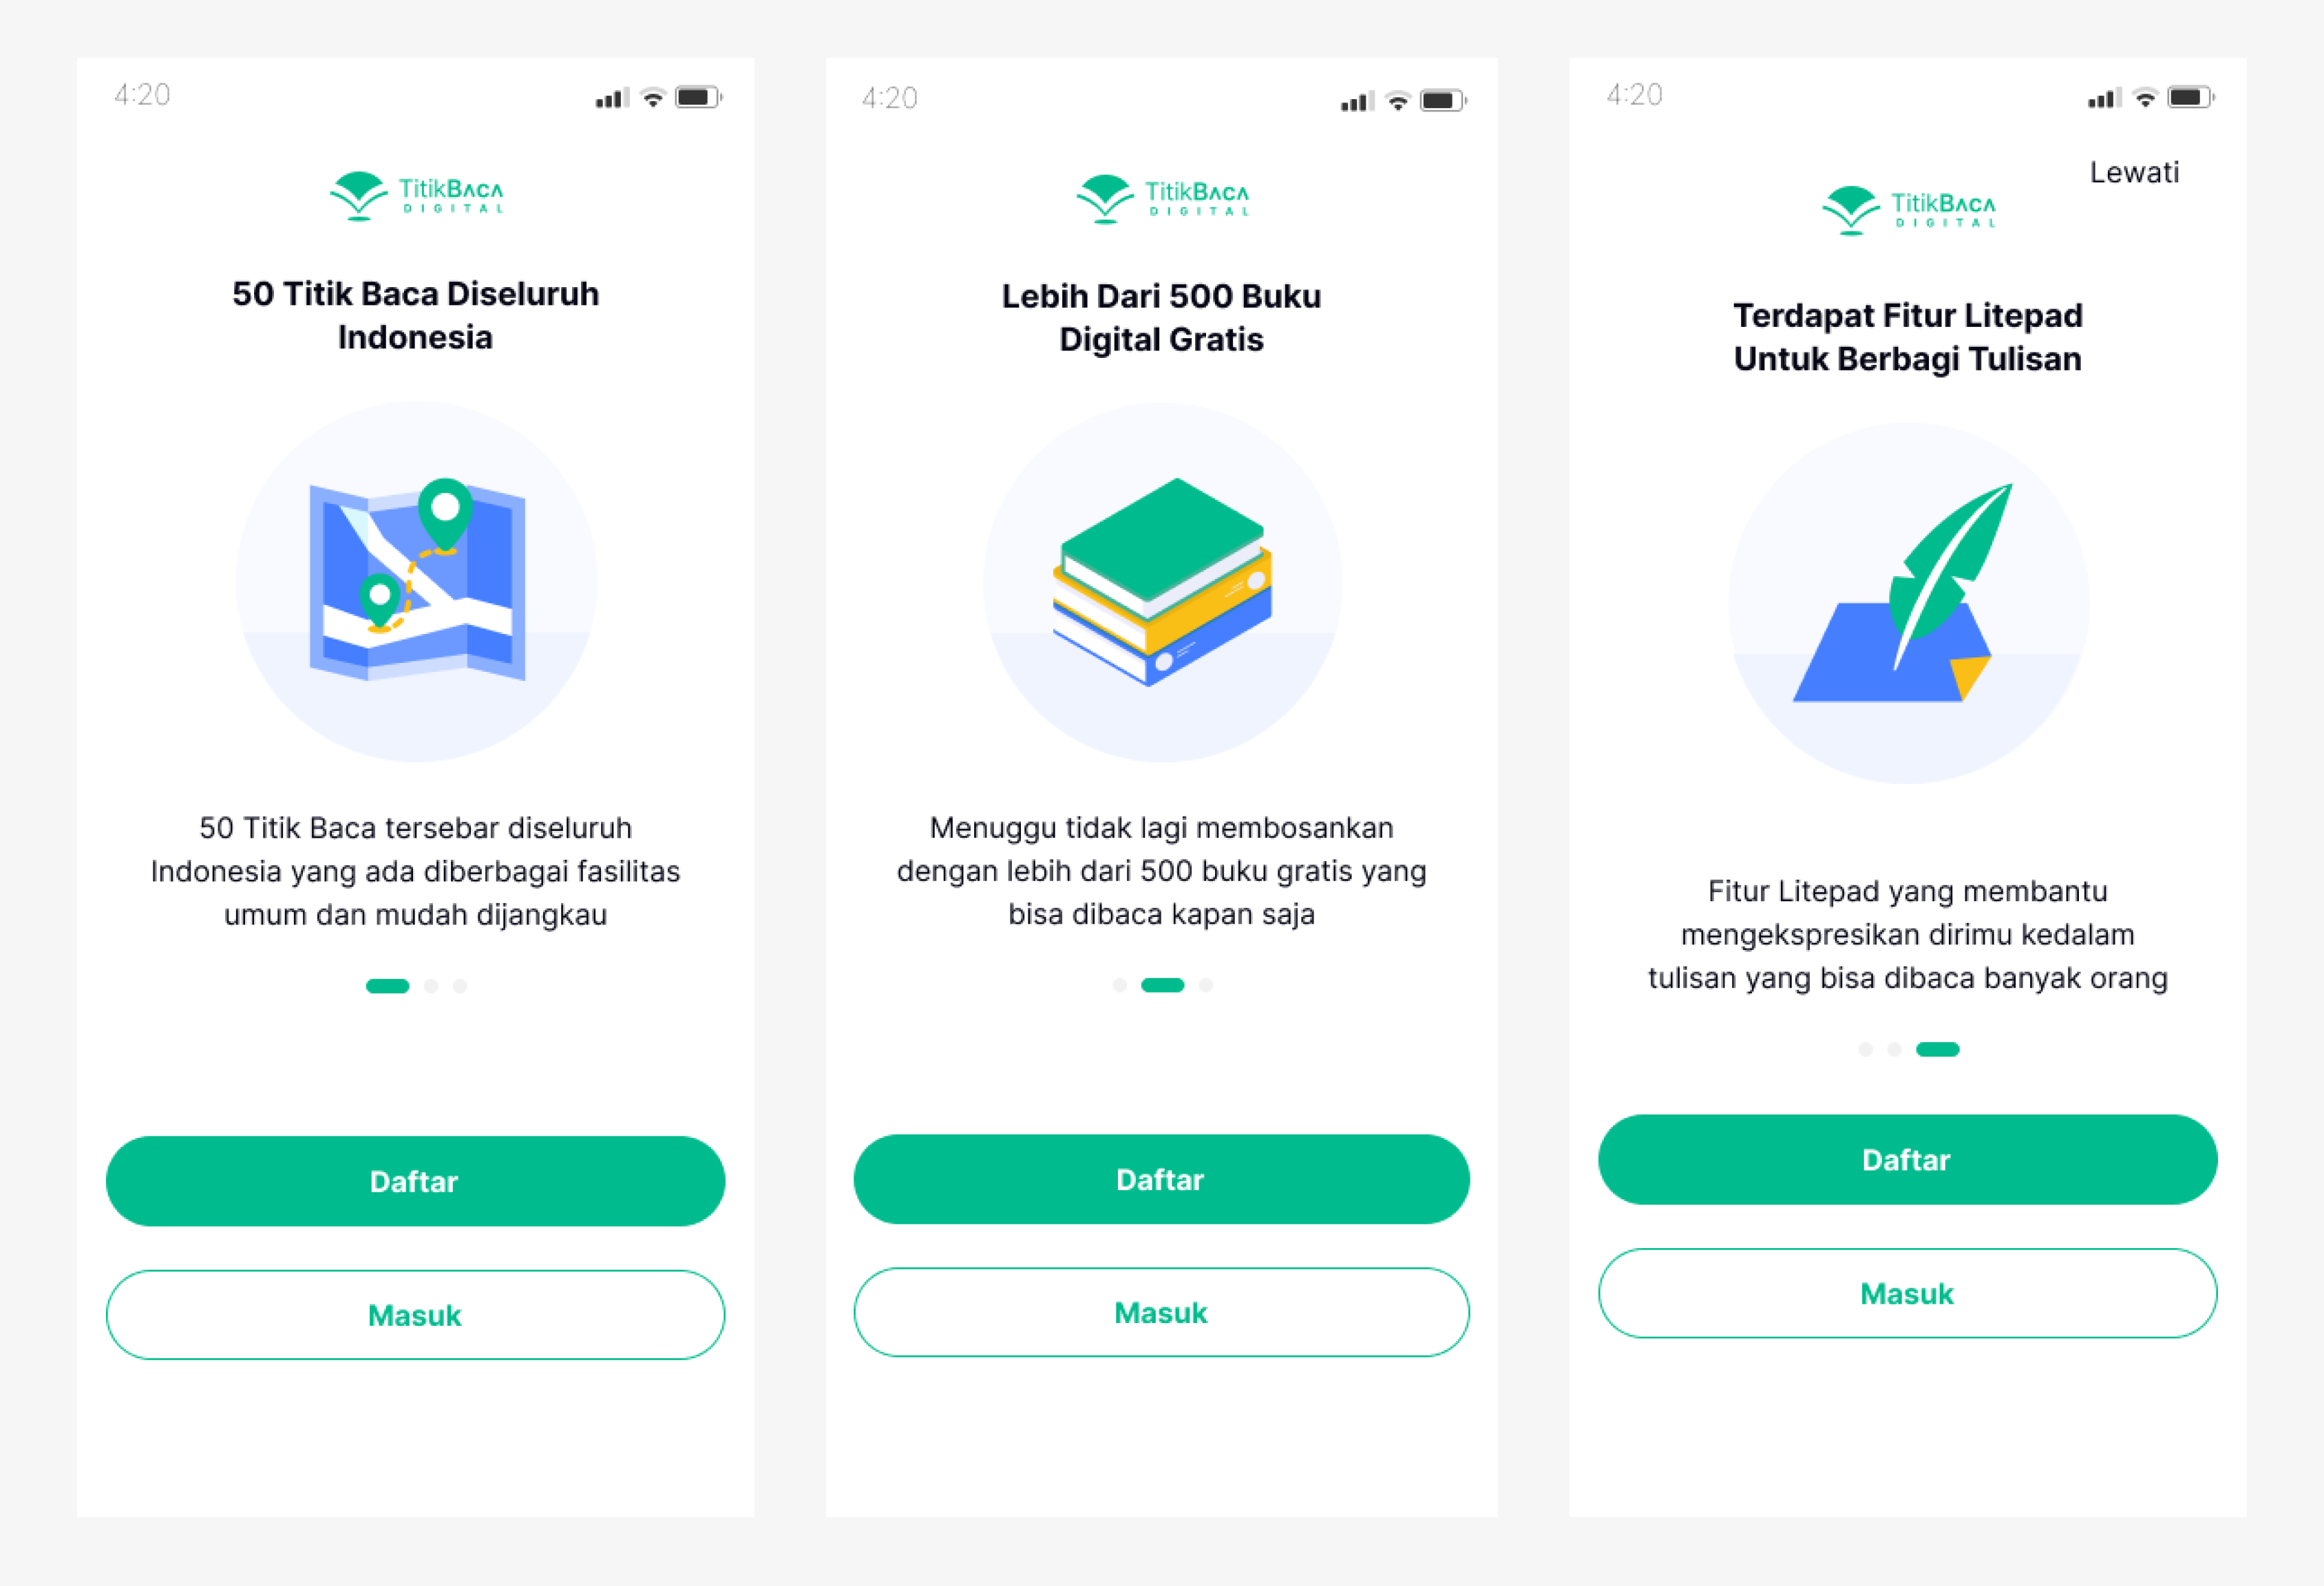 4:20
TitikBACA
DIGITAL
50 Titik Baca Diseluruh
Indonesia
50 Titik Baca tersebar diseluruh
Indonesia yang ada diberbagai fasilitas
umum dan mudah dijangkau
Daftar
Masuk
4:20
TitikBACA
DIGITAL
Lebih Dari 500 Buku
Digital Gratis
Menuggu tidak lagi membosankan
dengan lebih dari 500 buku gratis yang
bisa dibaca kapan saja
Daftar
Masuk
4:20
Lewati
TitikBACA
DIGITAL
Terdapat Fitur Litepad
Untuk Berbagi Tulisan
Fitur Litepad yang membantu
mengekspresikan dirimu kedalam
tulisan yang bisa dibaca banyak orang
Daftar
Masuk